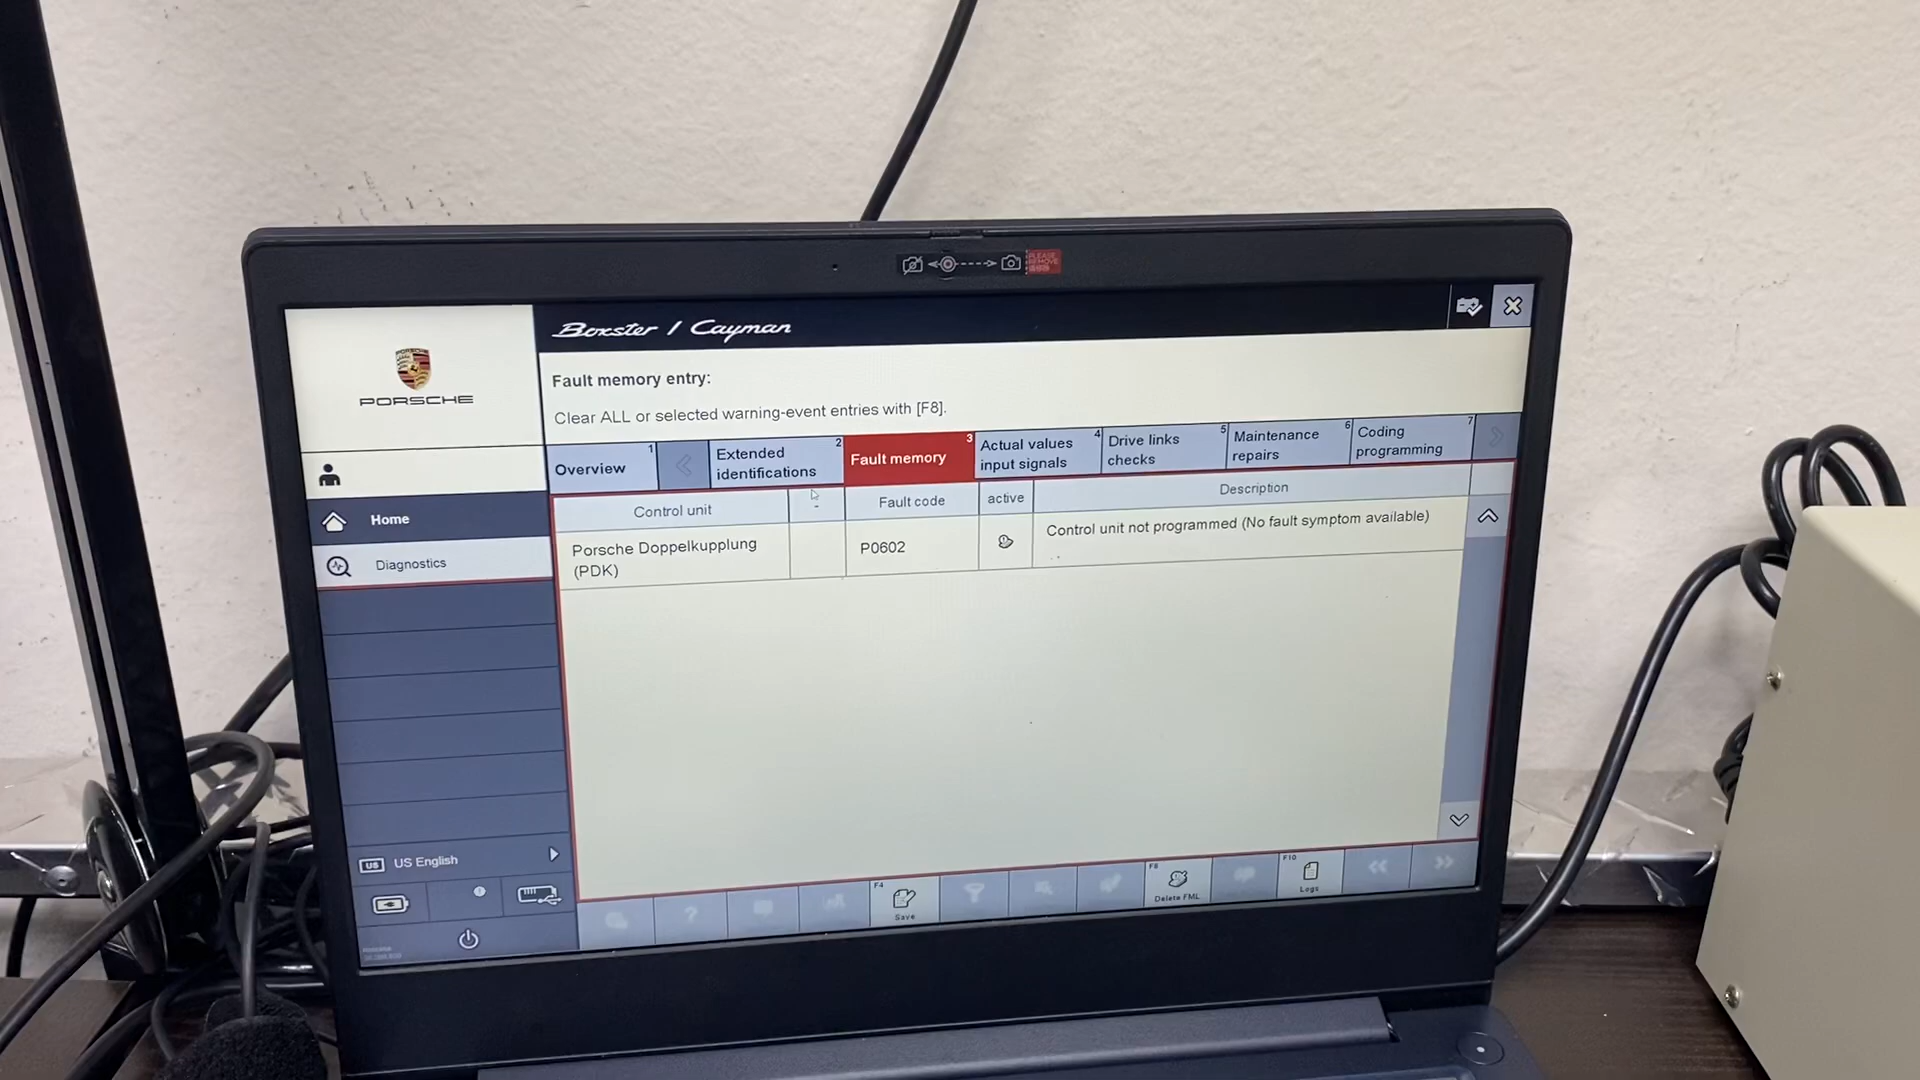 PLEASE
REMOVE
PORSCHE
Boxster / Cayman
Fault memory entry:
Clear ALL or selected warning-event entries with [F8].
Overview 1
Extended identifications 2
Fault memory 3
Actual values input signals 4
Drive links checks 5
Maintenance repairs 6
Coding programming 7
Control unit
-
Fault code
active
Description
Porsche Doppelkupplung
(PDK)
P0602
Control unit not programmed (No fault symptom available)
..
Home
Diagnostics
US
US English
F4
Save
F8
Delete FML
F10
Logs